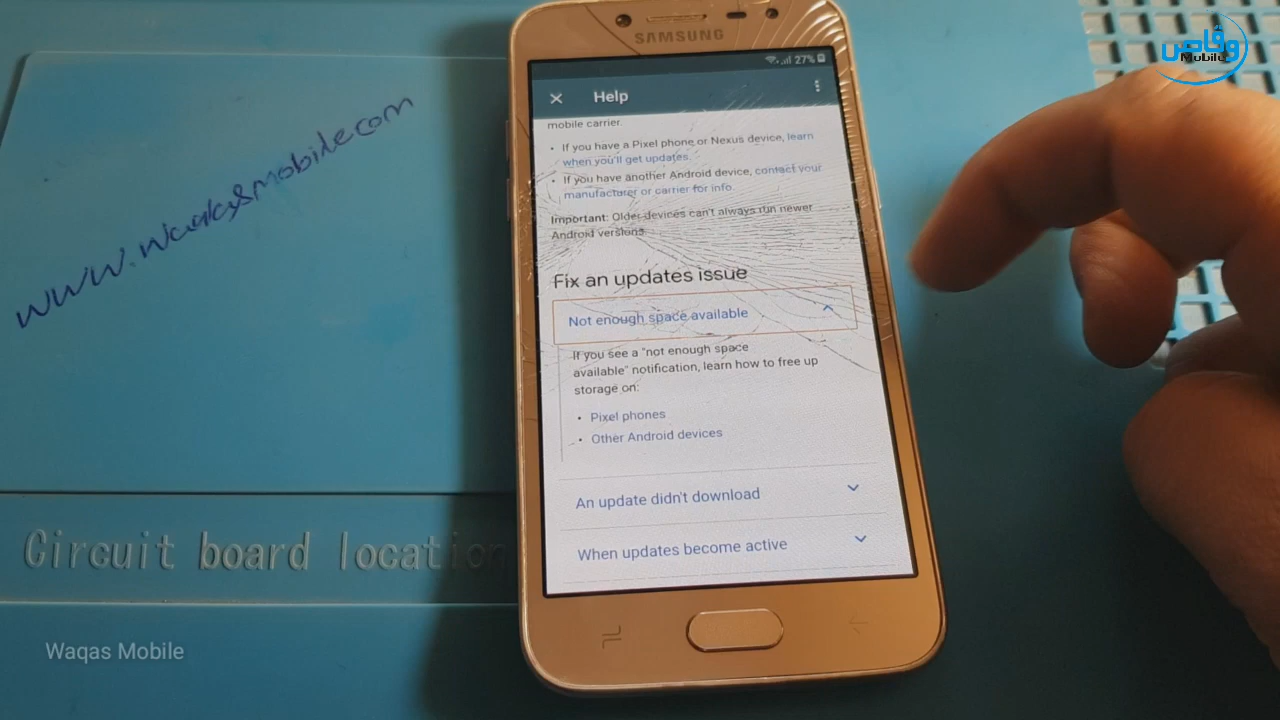 وقاص
Mobile
SAMSUNG
27%
Help
mobile carrier.
• If you have a Pixel phone or Nexus device, learn
when you'll get updates.
• If you have another Android device, contact your
manufacturer or carrier for info.
Important: Older devices can't always run newer
Android versions.
Fix an updates issue
Not enough space available
If you see a "not enough space
available" notification, learn how to free up
storage on:
• Pixel phones
• Other Android devices
An update didn't download
When updates become active
Circuit board location
Waqas Mobile